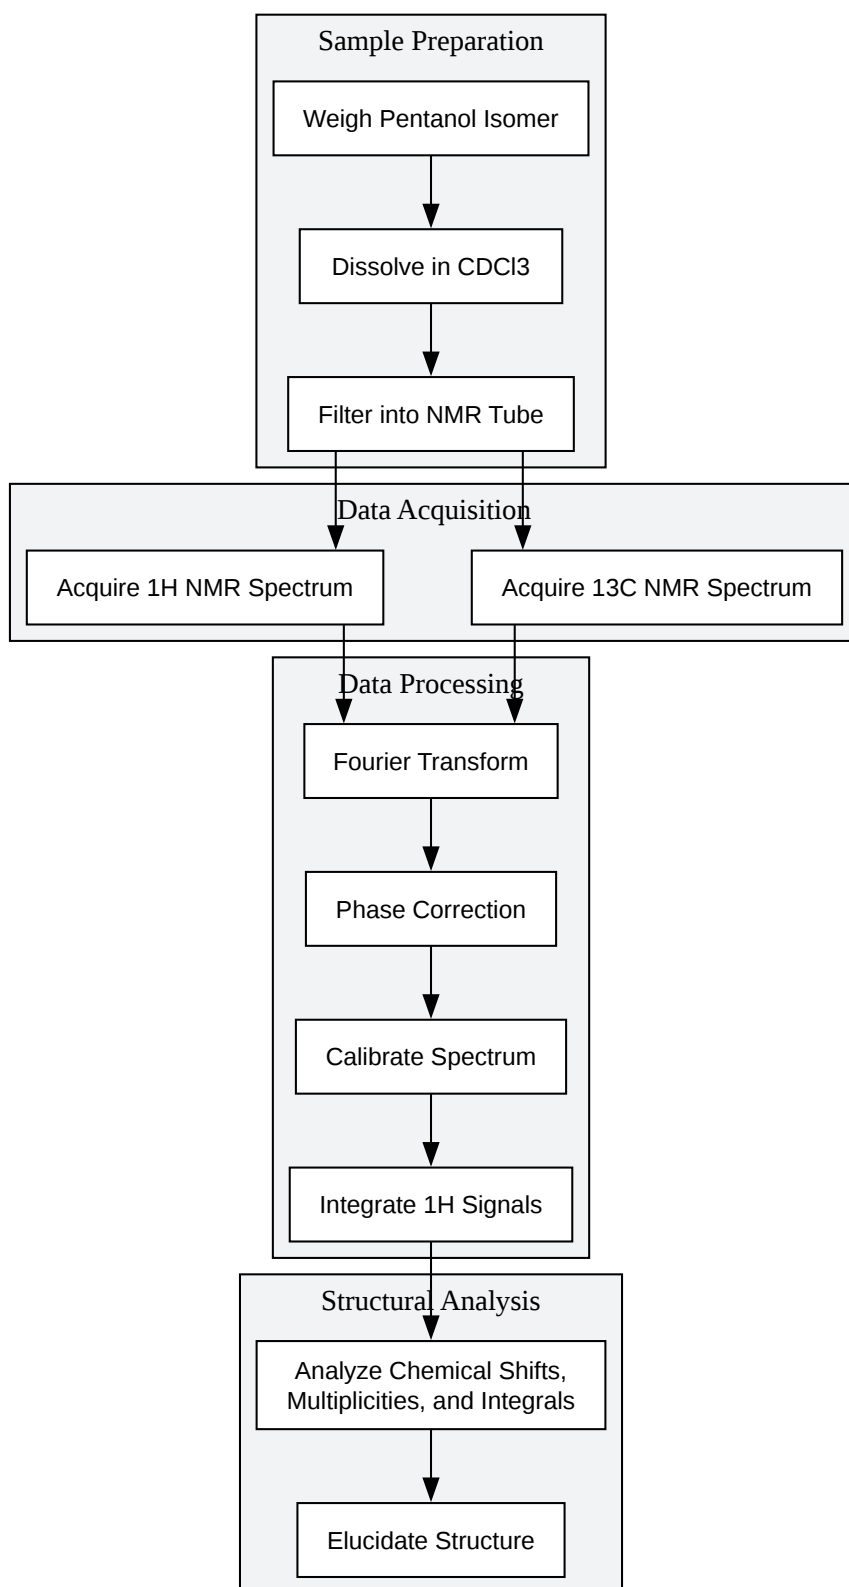 Sample Preparation
Weigh Pentanol Isomer
Dissolve in CDCl3
Filter into NMR Tube
Data Acquisition
Acquire 1H NMR Spectrum
Acquire 13C NMR Spectrum
Data Processing
Fourier Transform
Phase Correction
Calibrate Spectrum
Integrate 1H Signals
Structural Analysis
Analyze Chemical Shifts,
Multiplicities, and Integrals
Elucidate Structure